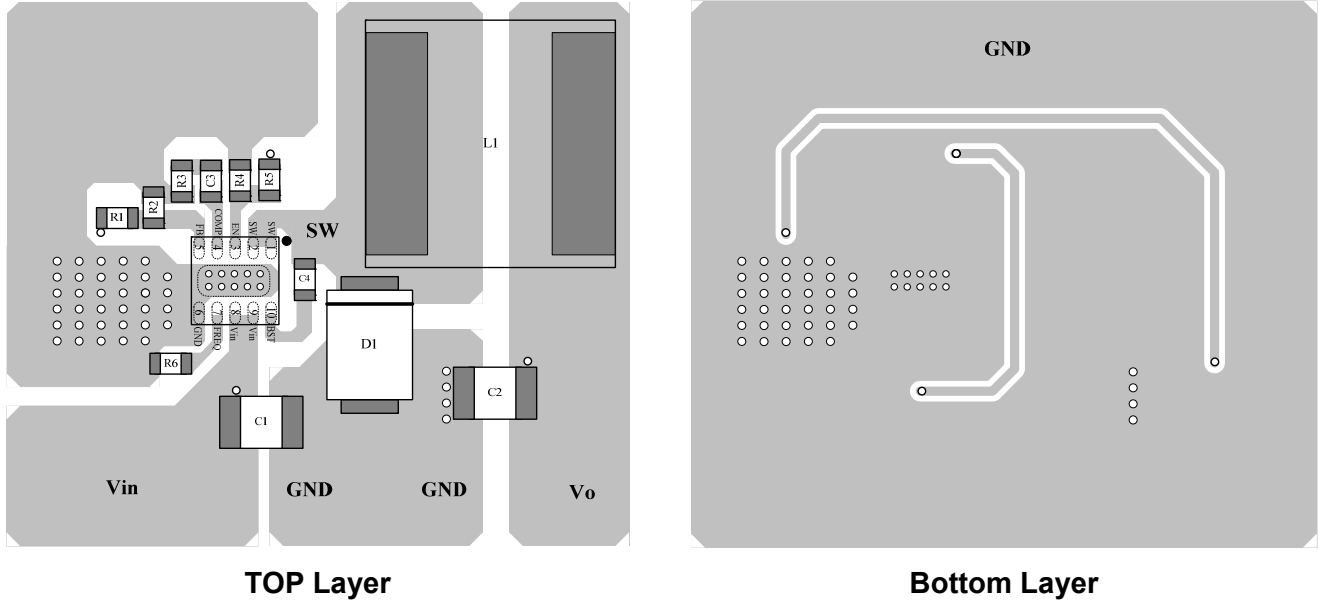 GND
L1
R3
C3
R4
R5
R2
R1
FB
COMP
EN
SW
SW
5
4
3
2
1
SW
C4
6
7
8
9
10
GND
FREQ
Vin
Vin
BST
D1
R6
C2
C1
Vin
GND
GND
Vo
TOP Layer
Bottom Layer